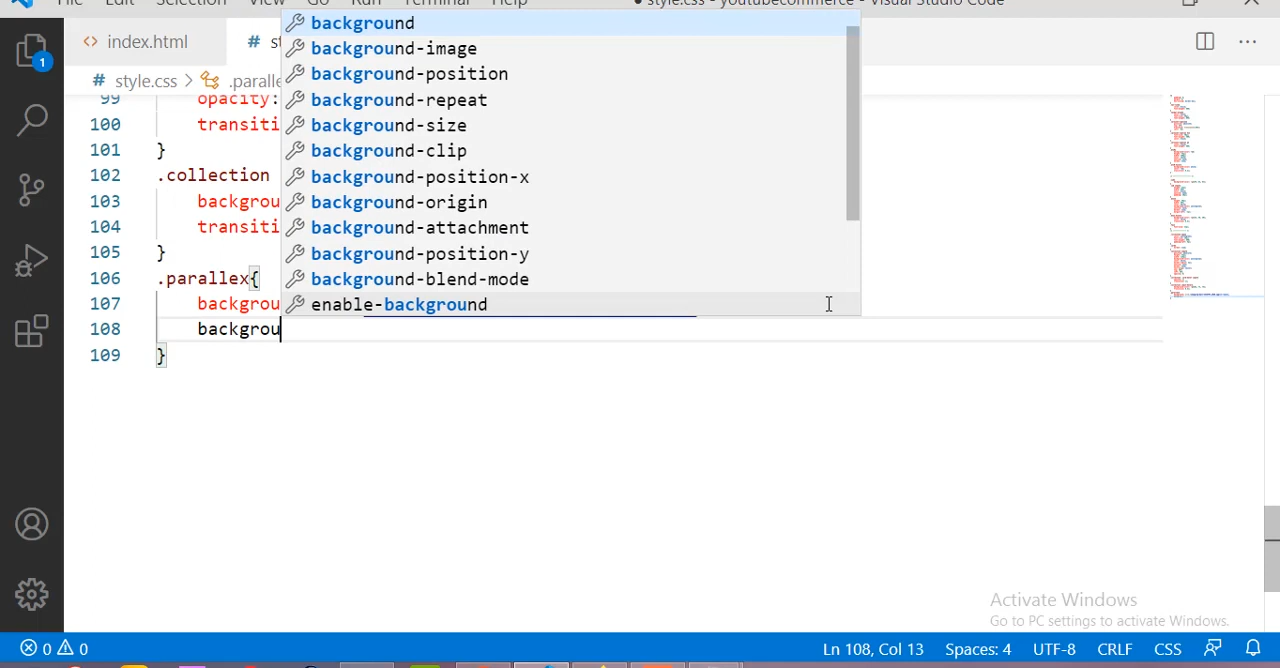 File Edit Selection View Go Run Terminal Help ● style.css - youtubecommerce - Visual Studio Code
<> index.html # st
# style.css > .paralle
1
99 opacity:
100 transiti
101 }
102 .collection
103 backgrou
104 transiti
105 }
106 .parallex{
107 backgrou
108 backgrou
109 }
background
background-image
background-position
background-repeat
background-size
background-clip
background-position-x
background-origin
background-attachment
background-position-y
background-blend-mode
enable-background
Activate Windows
Go to PC settings to activate Windows.
0 0 Ln 108, Col 13 Spaces: 4 UTF-8 CRLF CSS